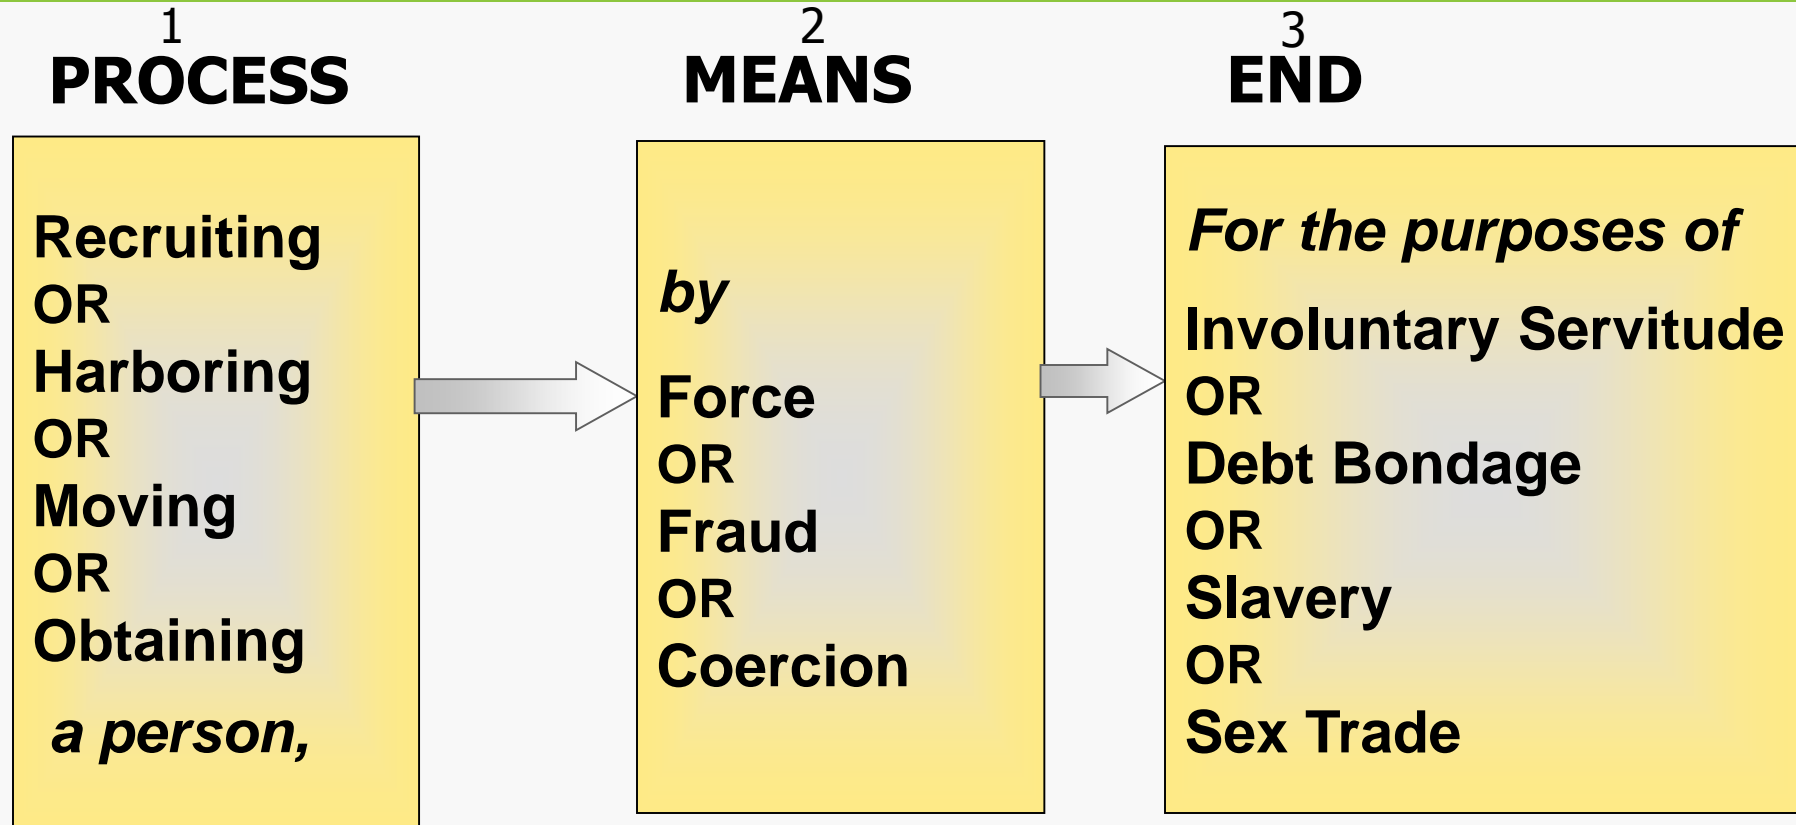 1
PROCESS
Recruiting
OR
Harboring
OR
Moving
OR
Obtaining
a person,
2
MEANS
by
Force
OR
Fraud
OR
Coercion
3
END
For the purposes of
Involuntary Servitude
OR
Debt Bondage
OR
Slavery
OR
Sex Trade